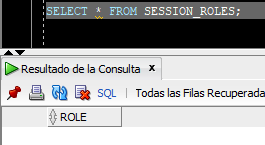 SELECT * FROM SESSION_ROLES;
Resultado de la Consulta x
SQL | Todas las Filas Recuperada
ROLE